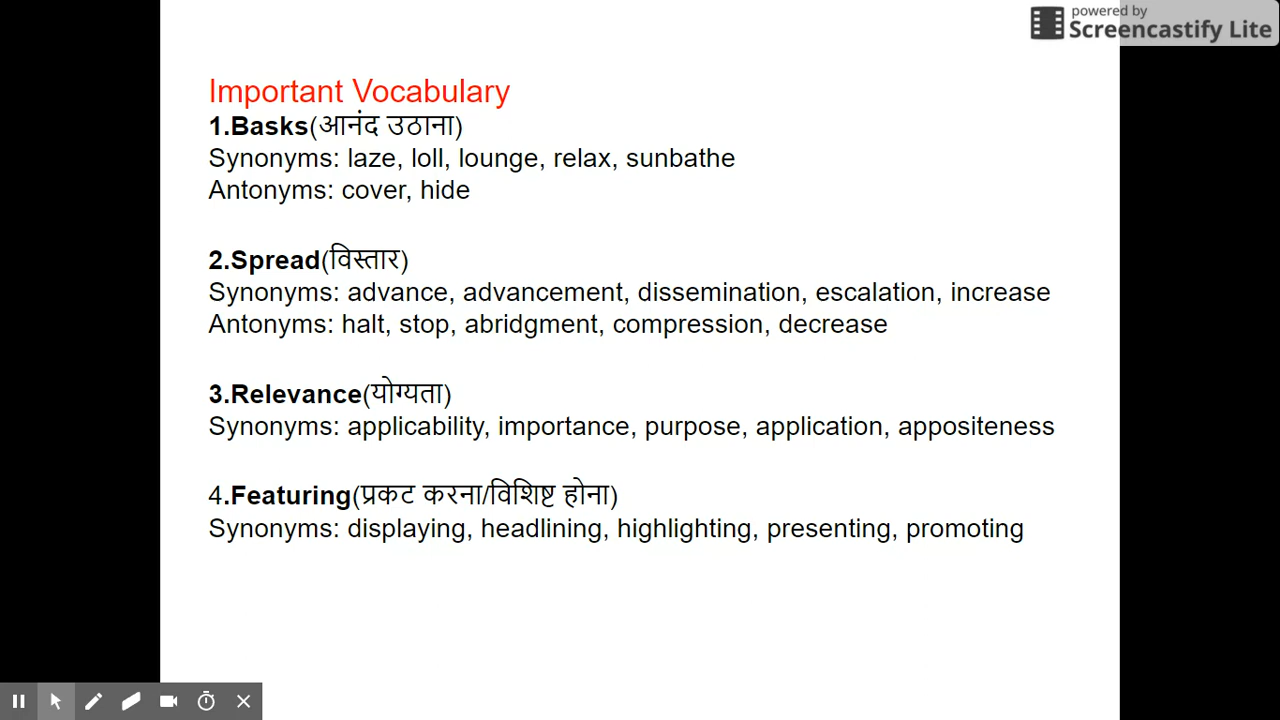 powered by
Screencastify Lite
Important Vocabulary
1.Basks(आनंद उठाना)
Synonyms: laze, loll, lounge, relax, sunbathe
Antonyms: cover, hide
2.Spread(विस्तार)
Synonyms: advance, advancement, dissemination, escalation, increase
Antonyms: halt, stop, abridgment, compression, decrease
3.Relevance(योग्यता)
Synonyms: applicability, importance, purpose, application, appositeness
4.Featuring(प्रकट करना/विशिष्ट होना)
Synonyms: displaying, headlining, highlighting, presenting, promoting